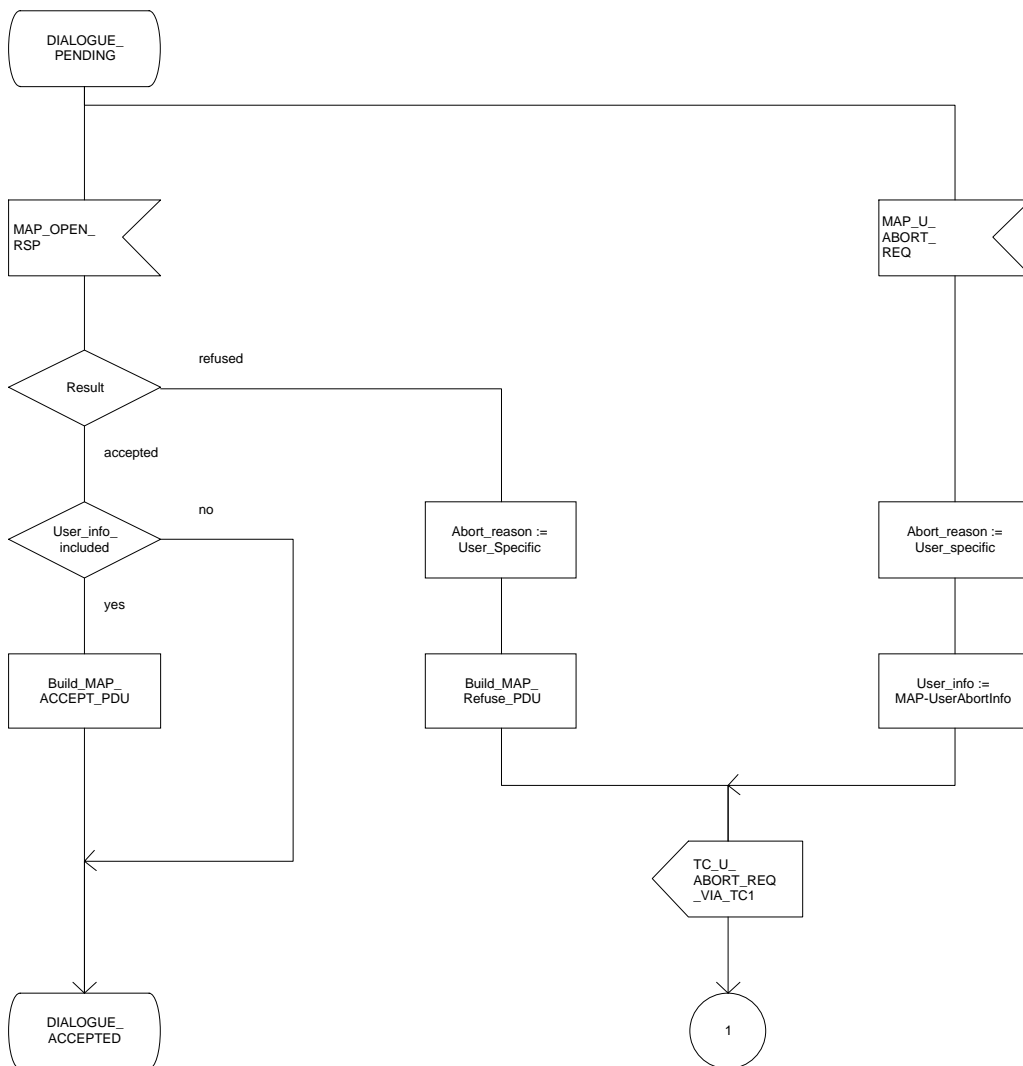 DIALOGUE_
PENDING
MAP_OPEN_
RSP
MAP_U_
ABORT_
REQ
refused
Result
accepted
no
User_info_
included
Abort_reason :=
User_Specific
Abort_reason :=
User_specific
yes
Build_MAP_
ACCEPT_PDU
Build_MAP_
Refuse_PDU
User_info :=
MAP-UserAbortInfo
TC_U_
ABORT_REQ
_VIA_TC1
DIALOGUE_
ACCEPTED
1